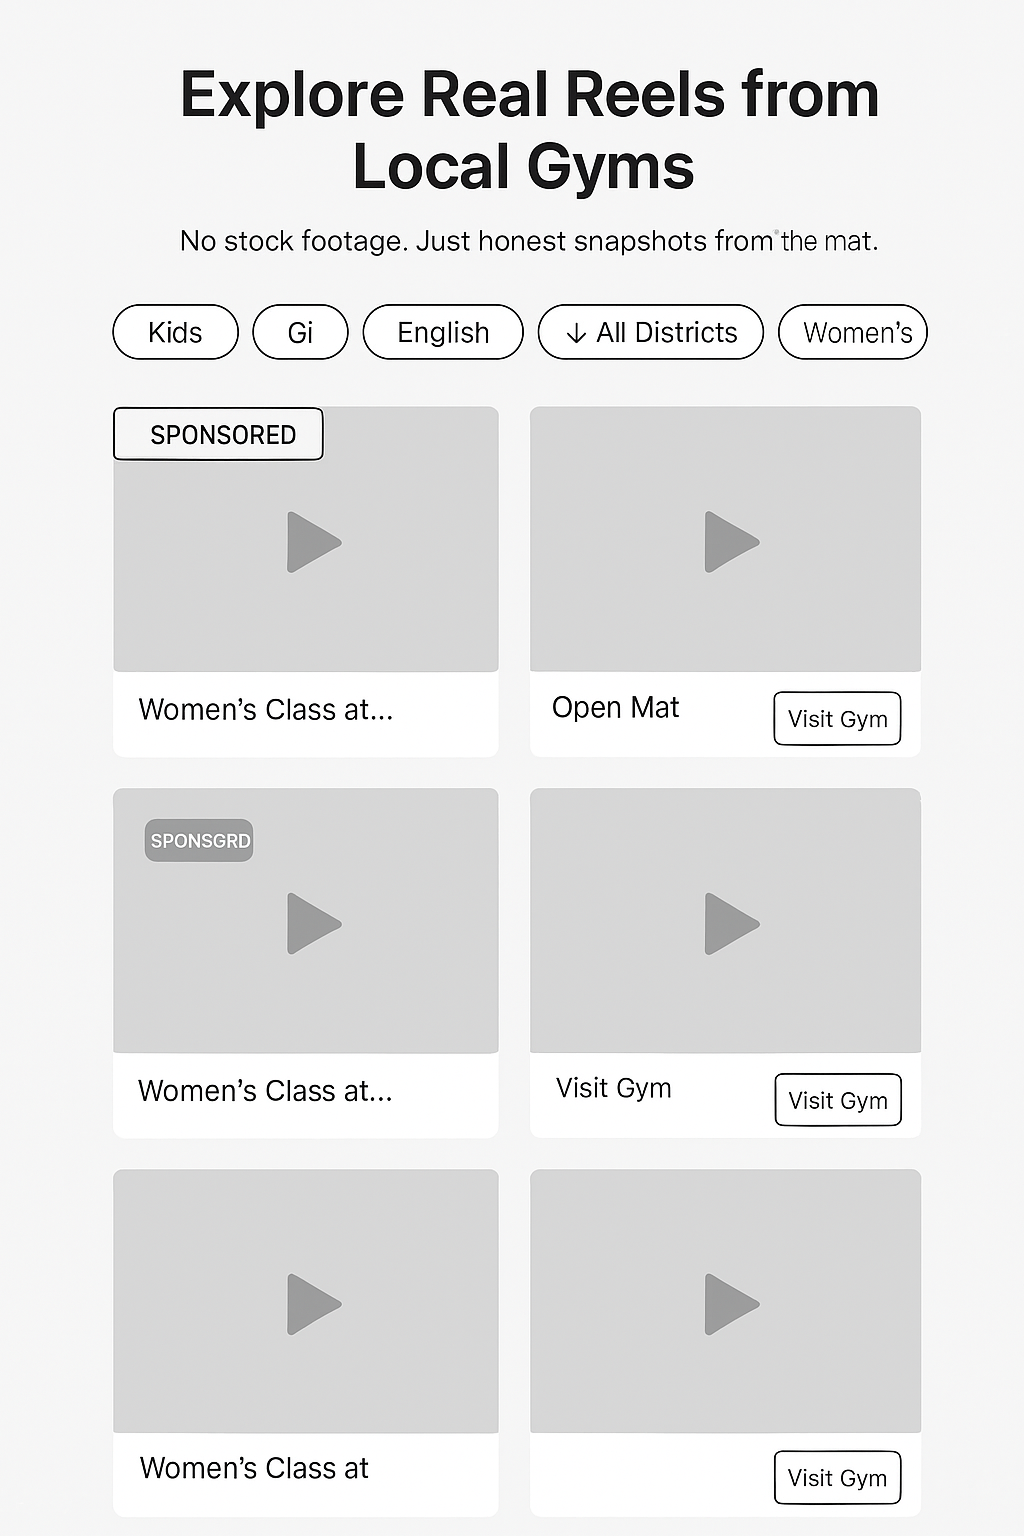 Explore Real Reels from
Local Gyms
No stock footage. Just honest snapshots from the mat.
Kids
Gi
English
↓ All Districts
Women’s
SPONSORED
Women’s Class at...
Open Mat
Visit Gym
SPONSGRD
Women’s Class at...
Visit Gym
Visit Gym
Women’s Class at
Visit Gym